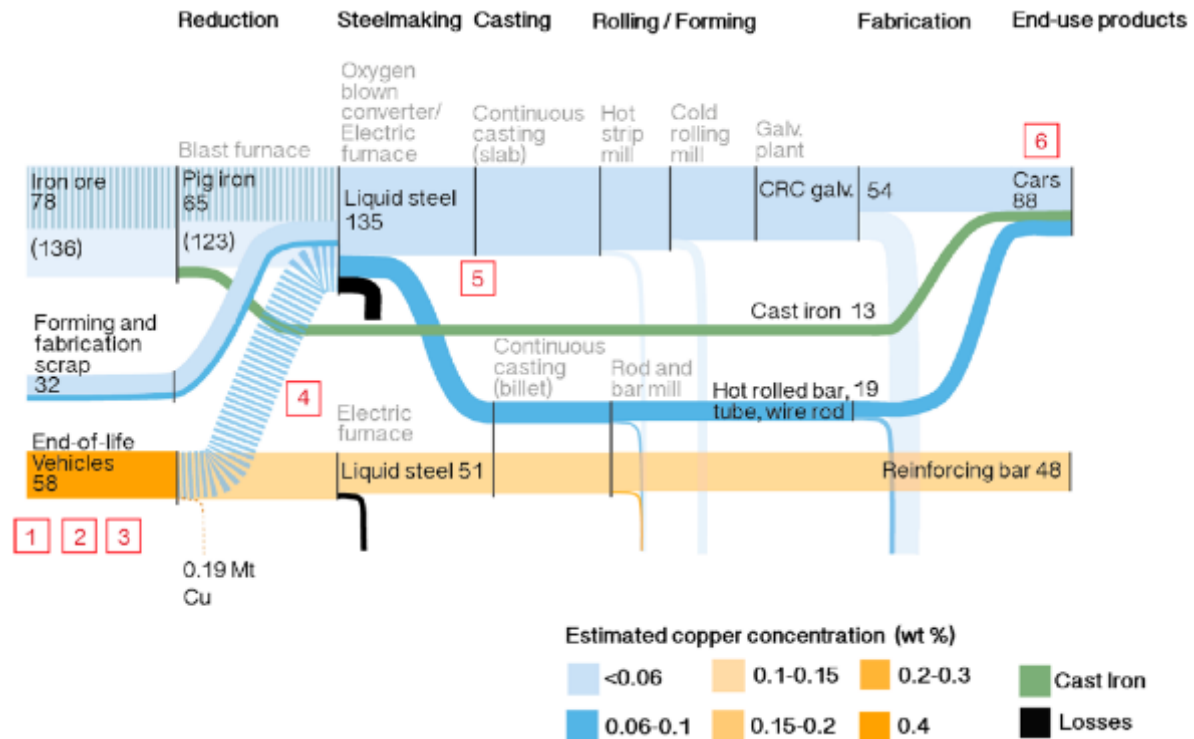 Reduction
Steelmaking
Casting
Rolling / Forming
Fabrication
End-use products
Oxygen
blown
converter/
Electric
furnace
Continuous
casting
(slab)
Hot
strip
mill
Cold
rolling
mill
Galv.
plant
6
Blast furnace
Iron ore
78
Pig iron
65
Liquid steel
135
CRC galv.
54
Cars
88
(136)
(123)
5
Cast iron 13
Forming and
fabrication
scrap
32
4
Continuous
casting
(billet)
Rod and
bar mill
Hot rolled bar,
tube, wire rod
19
Electric
furnace
End-of-life
Vehicles
58
Liquid steel 51
Reinforcing bar 48
1
2
3
0.19 Mt
Cu
Estimated copper concentration (wt %)
<0.06
0.1-0.15
0.2-0.3
Cast Iron
0.06-0.1
0.15-0.2
0.4
Losses